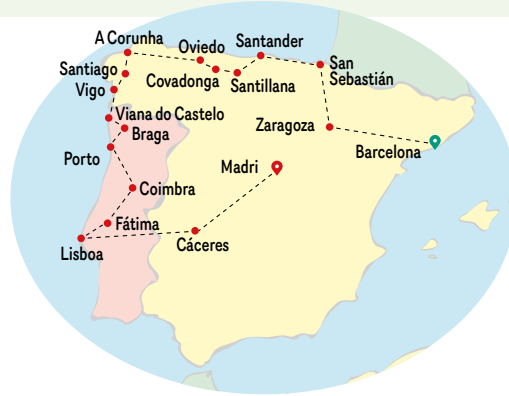 A Corunha
Oviedo
Santander
Santiago
Covadonga
Santillana
San
Sebastián
Vigo
Viana do Castelo
Braga
Zaragoza
Barcelona
Porto
Madri
Coimbra
Fátima
Lisboa
Cáceres